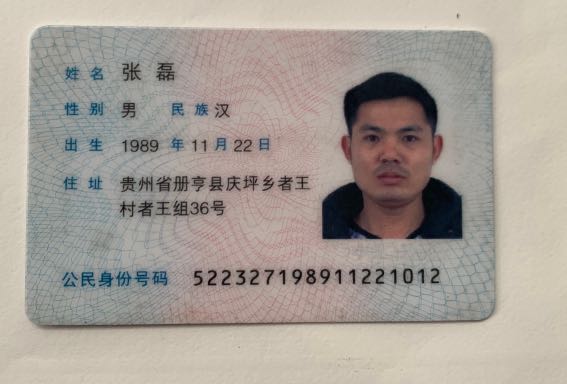 姓名 张磊
性别 男 民族 汉
出生 1989 年 11 月 22 日
住址 贵州省册亨县庆坪乡者王
村者王组36号
公民身份号码 522327198911221012